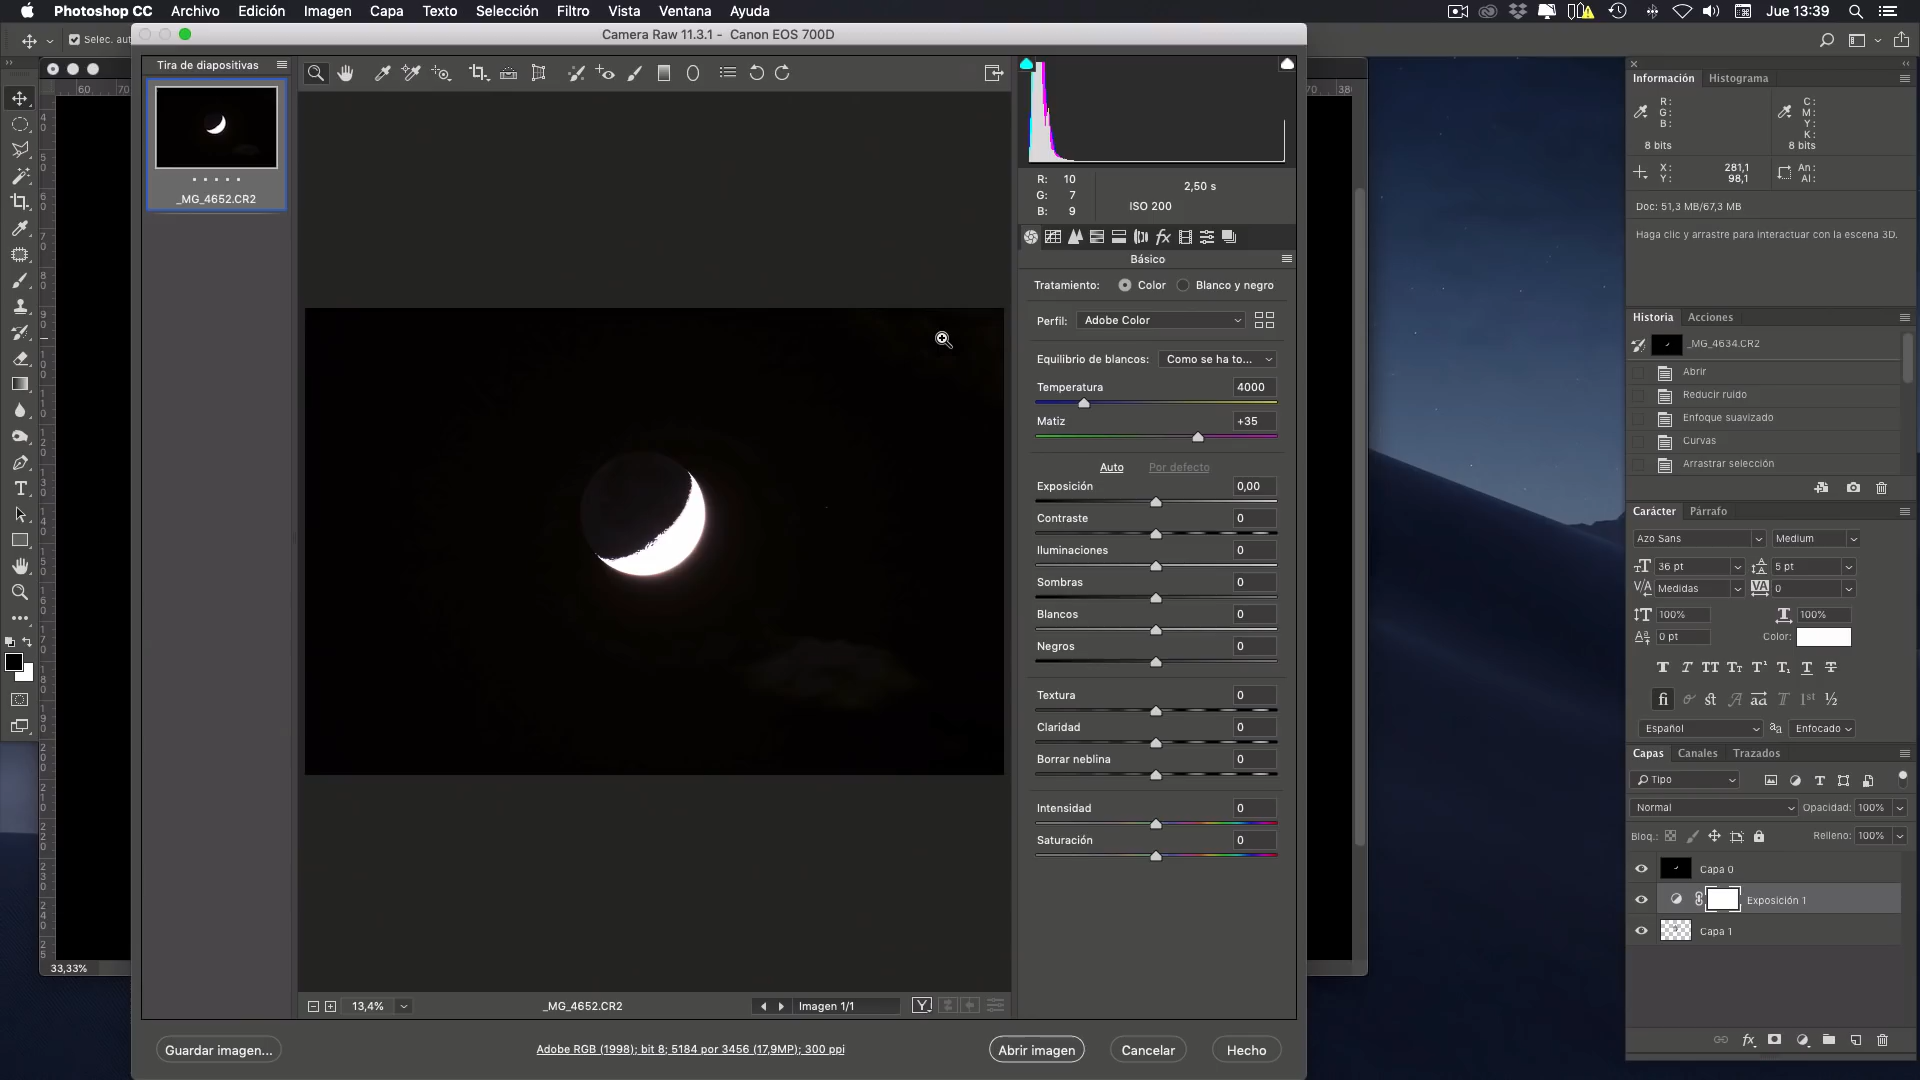 Photoshop CC Archivo Edición Imagen Capa Texto Selección Filtro Vista Ventana Ayuda
Jue 13:39
Camera Raw 11.3.1 - Canon EOS 700D
Selec. aut
60 70
Tira de diapositivas
_MG_4652.CR2
R: 10
G: 7
B: 9
2,50 s
ISO 200
Básico
Tratamiento: Color Blanco y negro
Perfil: Adobe Color
Equilibrio de blancos: Como se ha to...
Temperatura 4000
Matiz +35
Auto Por defecto
Exposición 0,00
Contraste 0
Iluminaciones 0
Sombras 0
Blancos 0
Negros 0
Textura 0
Claridad 0
Borrar neblina 0
Intensidad 0
Saturación 0
33,33%
13,4%
_MG_4652.CR2
Imagen 1/1
Guardar imagen...
Adobe RGB (1998); bit 8; 5184 por 3456 (17,9MP); 300 ppi
Abrir imagen
Cancelar
Hecho
Información Histograma
R:
G:
B:
8 bits
C:
M:
Y:
K:
8 bits
X: 281,1
Y: 98,1
An:
Al:
Doc: 51,3 MB/67,3 MB
Haga clic y arrastre para interactuar con la escena 3D.
Historia Acciones
_MG_4634.CR2
Abrir
Reducir ruido
Enfoque suavizado
Curvas
Arrastrar selección
Carácter Párrafo
Azo Sans Medium
36 pt 5 pt
Medidas 0
100% 100%
0 pt Color:
Español Enfocado
Capas Canales Trazados
Tipo
Normal Opacidad: 100%
Bloq.: Relleno: 100%
Capa 0
Exposición 1
Capa 1